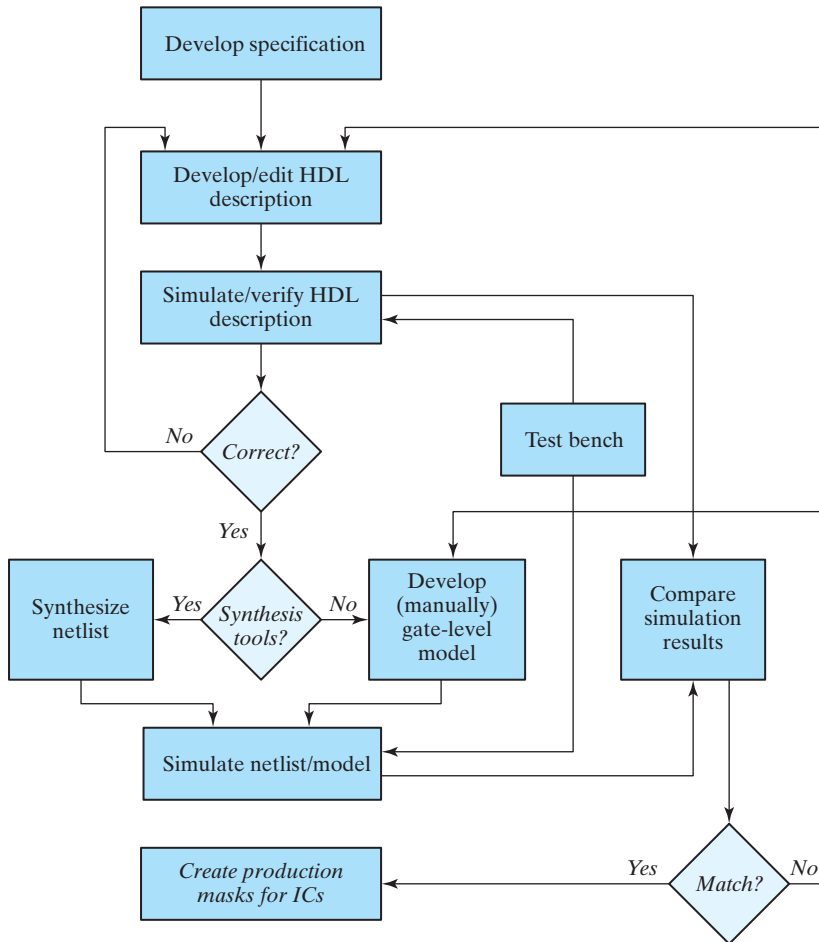 Develop specification
Develop/edit HDL
description
Simulate/verify HDL
description
No
Correct?
Test bench
Yes
Synthesize
netlist
Yes
Synthesis
tools?
No
Develop
(manually)
gate-level
model
Compare
simulation
results
Simulate netlist/model
Create production
masks for ICs
Yes
Match?
No